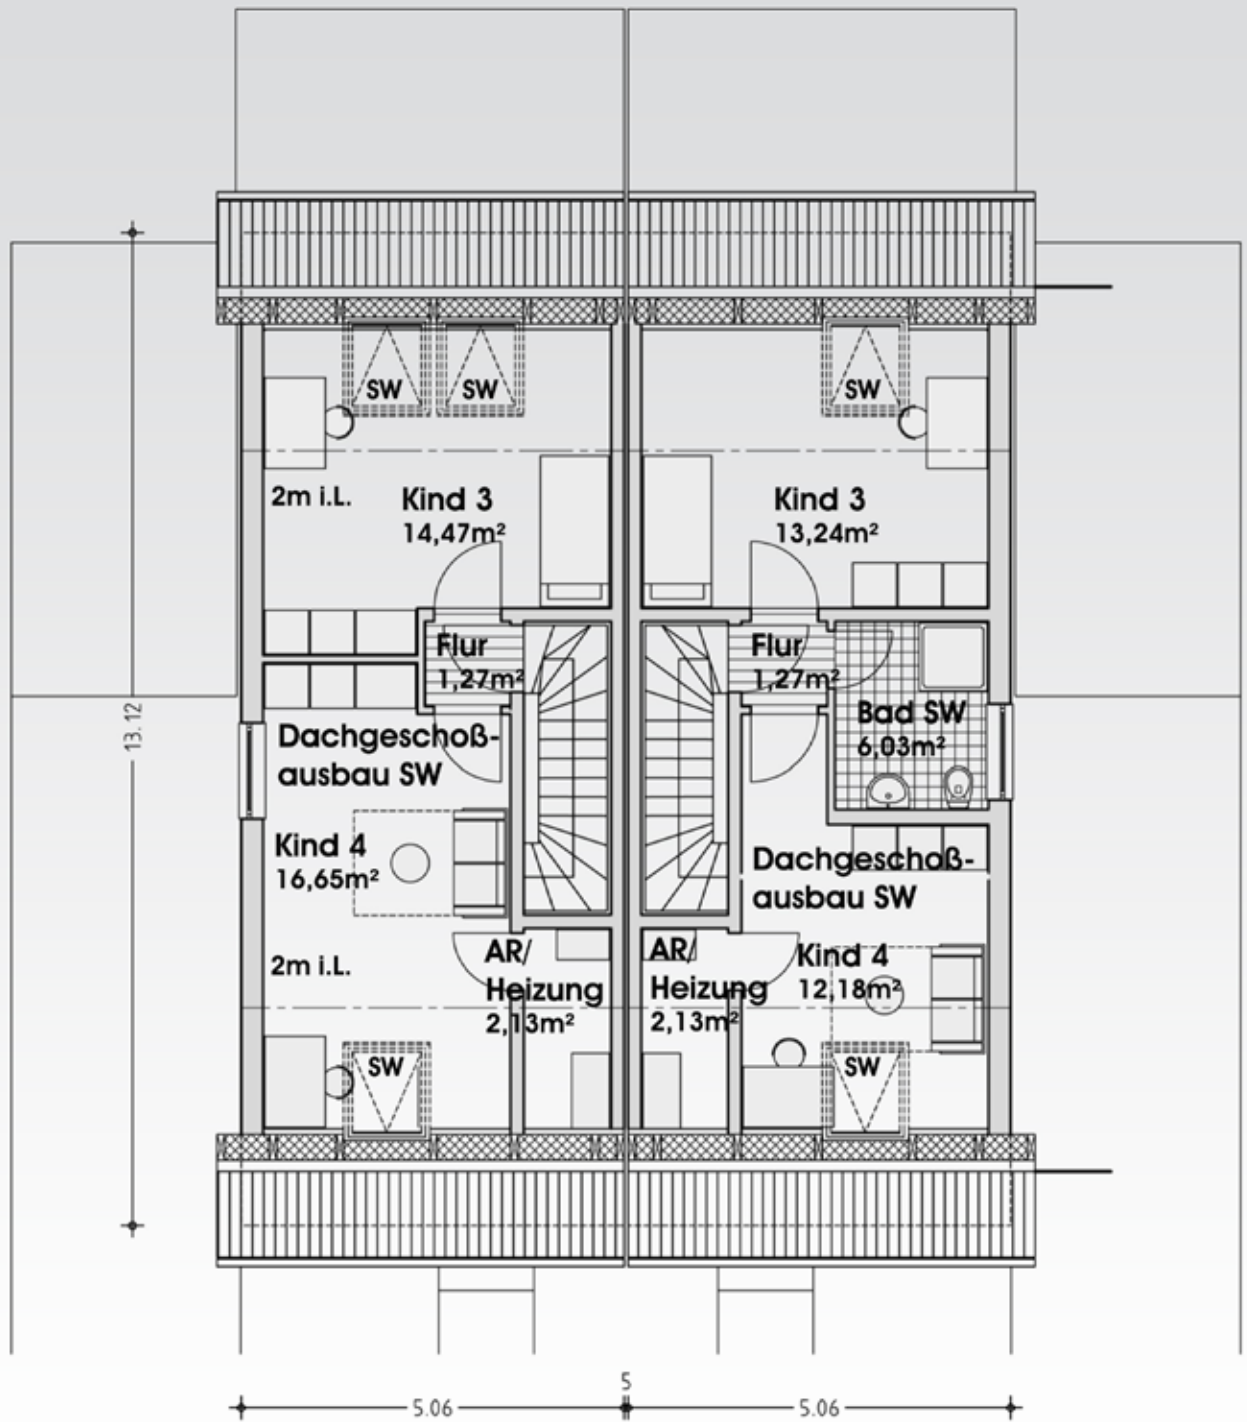 SW
SW
SW
2m i.L.
Kind 3
14,47m²
Kind 3
13,24m²
Flur
1,27m²
Flur
1,27m²
Bad SW
6,03m²
13.12
Dachgeschoß-
ausbau SW
Kind 4
16,65m²
Dachgeschoß-
ausbau SW
2m i.L.
AR/
Heizung
2,13m²
AR/
Heizung
2,13m²
Kind 4
12,18m²
SW
SW
5
5.06
5.06